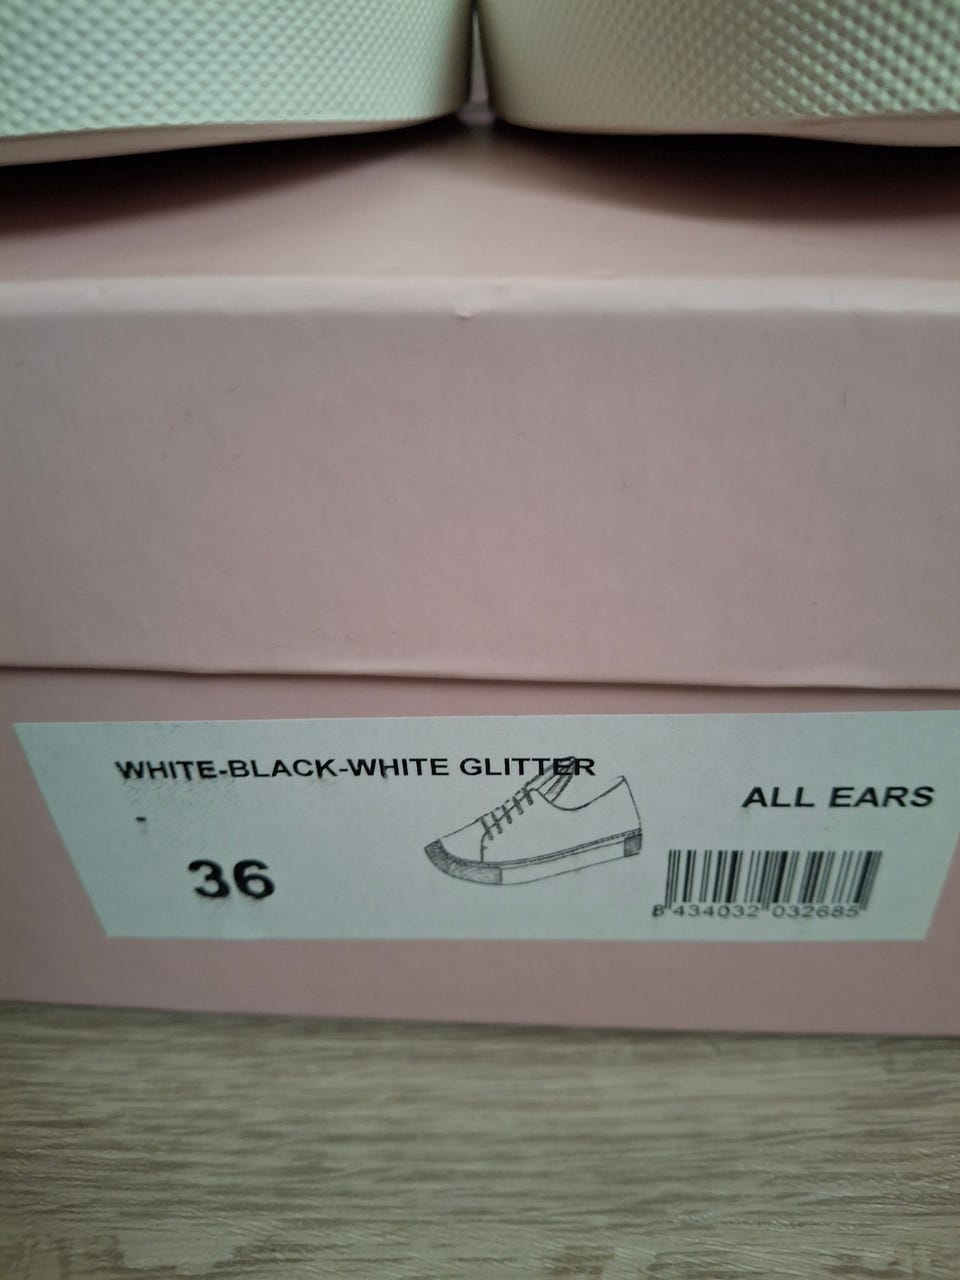 WHITE-BLACK-WHITE GLITTER
ALL EARS
36
8 434032 032685